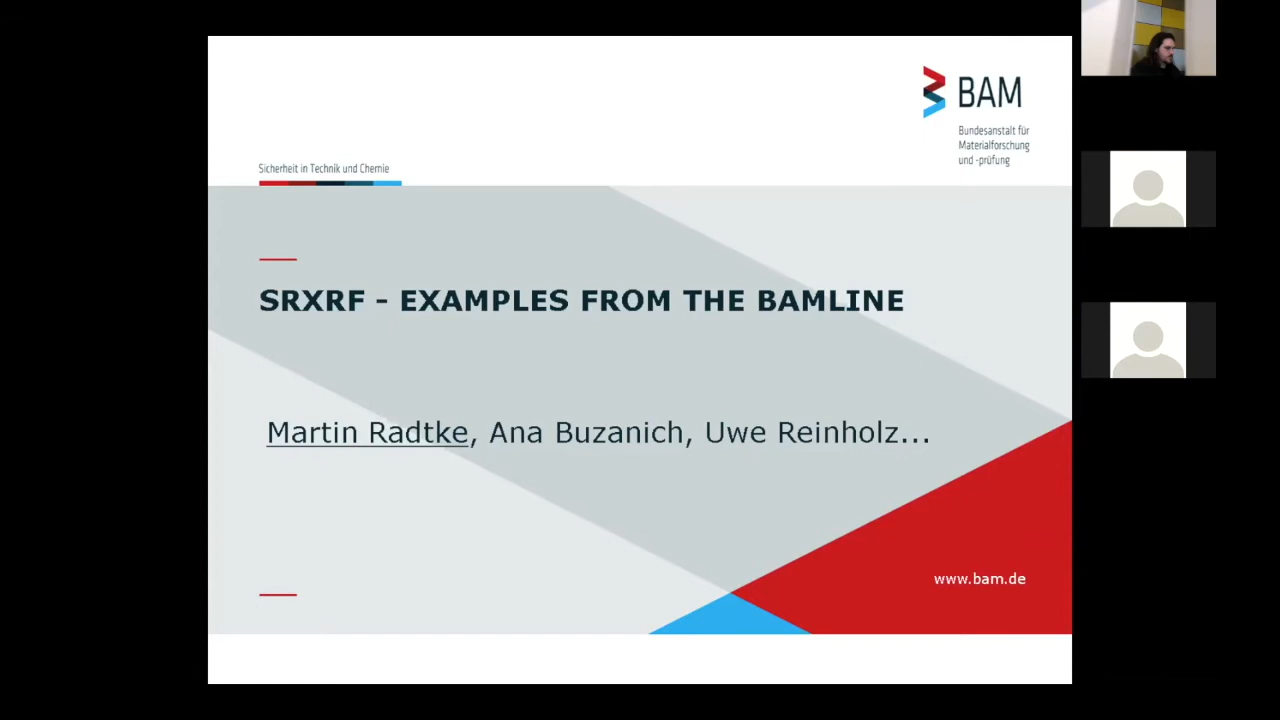 BAM
Bundesanstalt für
Materialforschung
und -prüfung
Sicherheit in Technik und Chemie
SRXRF - EXAMPLES FROM THE BAMLINE
Martin Radtke, Ana Buzanich, Uwe Reinholz...
www.bam.de